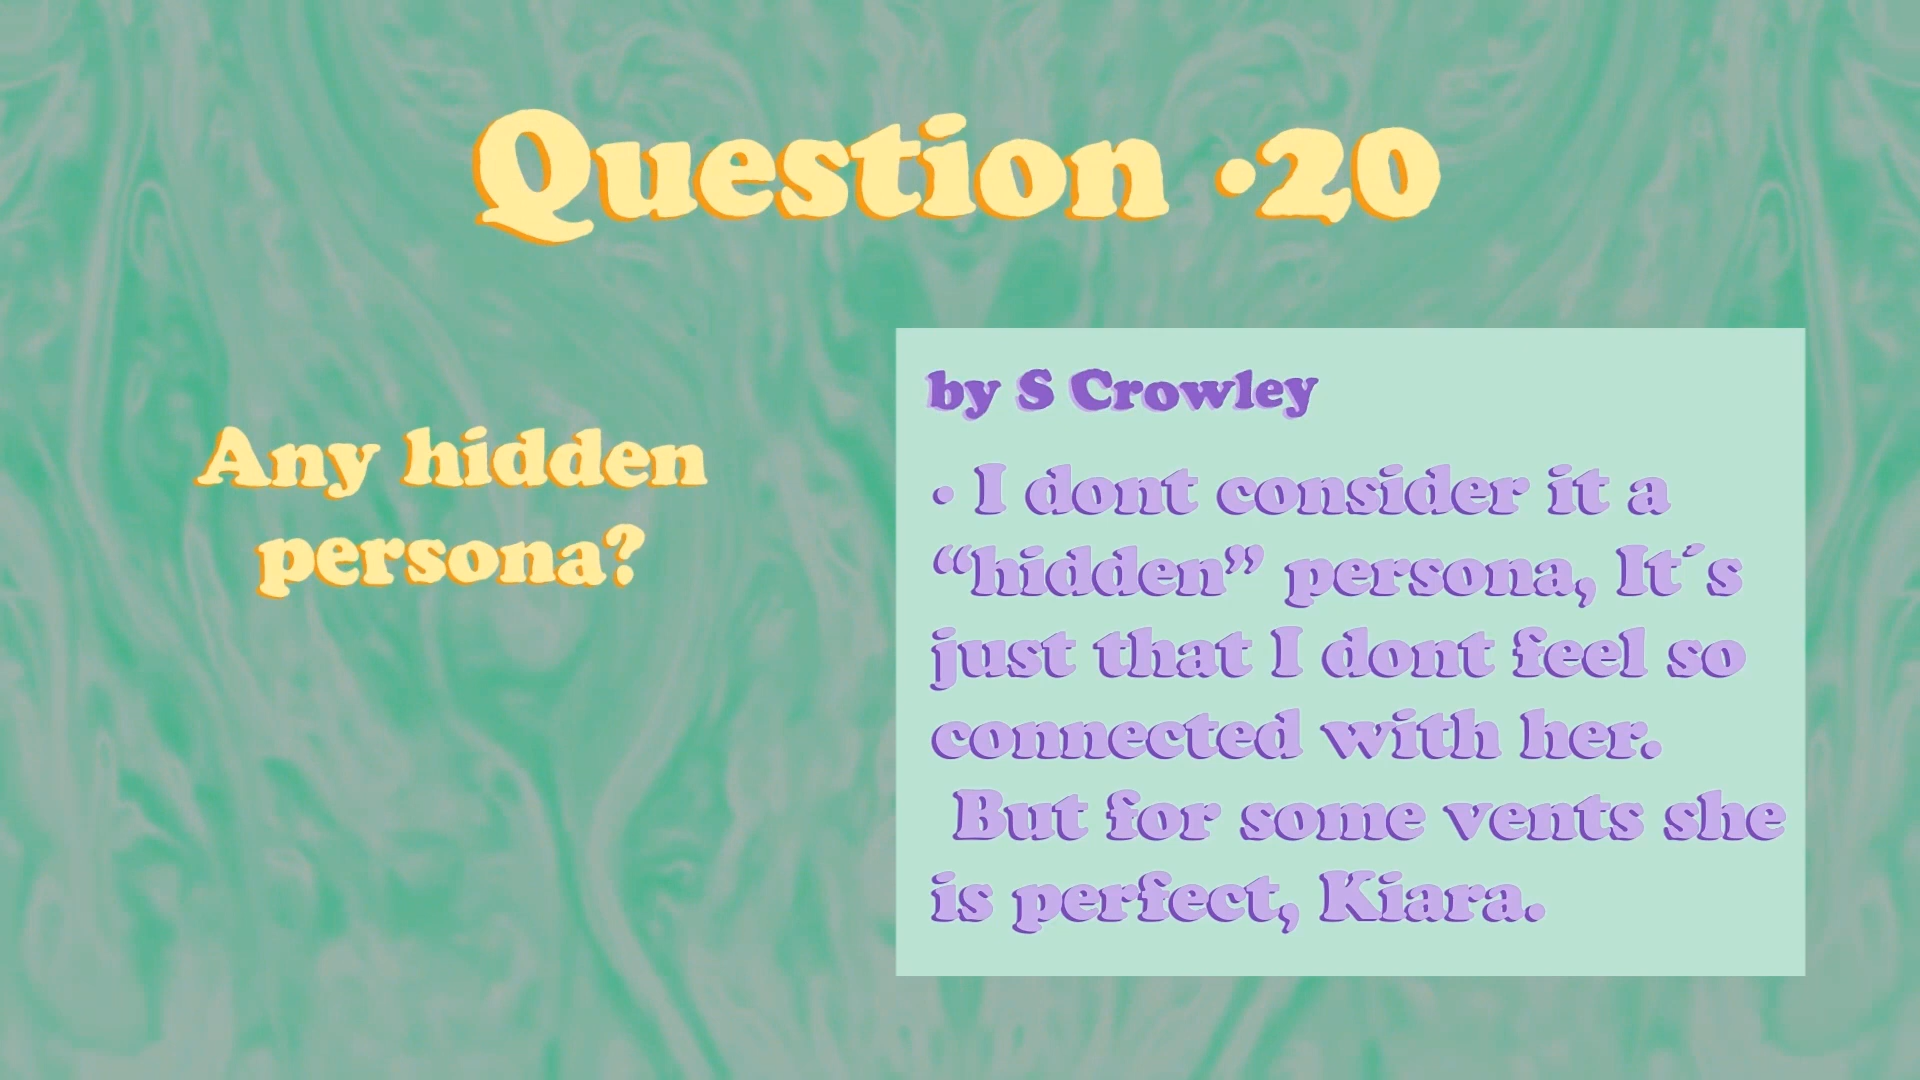 Question •20
Any hidden
persona?
by S Crowley
• I dont consider it a
“hidden” persona, It´s
just that I dont feel so
connected with her.
But for some vents she
is perfect, Kiara.